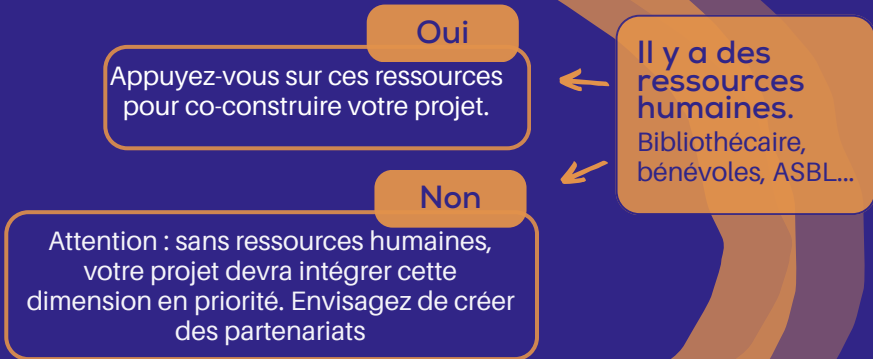 Il y a des
ressources
humaines.
Bibliothécaire,
bénévoles, ASBL...
Oui
Appuyez-vous sur ces ressources
pour co-construire votre projet.
Non
Attention : sans ressources humaines,
votre projet devra intégrer cette
dimension en priorité. Envisagez de créer
des partenariats